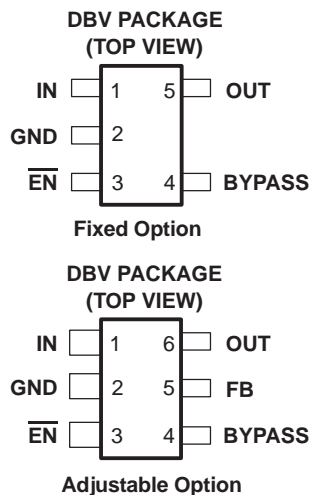 DBV PACKAGE
(TOP VIEW)
IN 1 5 OUT
GND 2
EN 3 4 BYPASS
Fixed Option
DBV PACKAGE
(TOP VIEW)
IN 1 6 OUT
GND 2 5 FB
EN 3 4 BYPASS
Adjustable Option